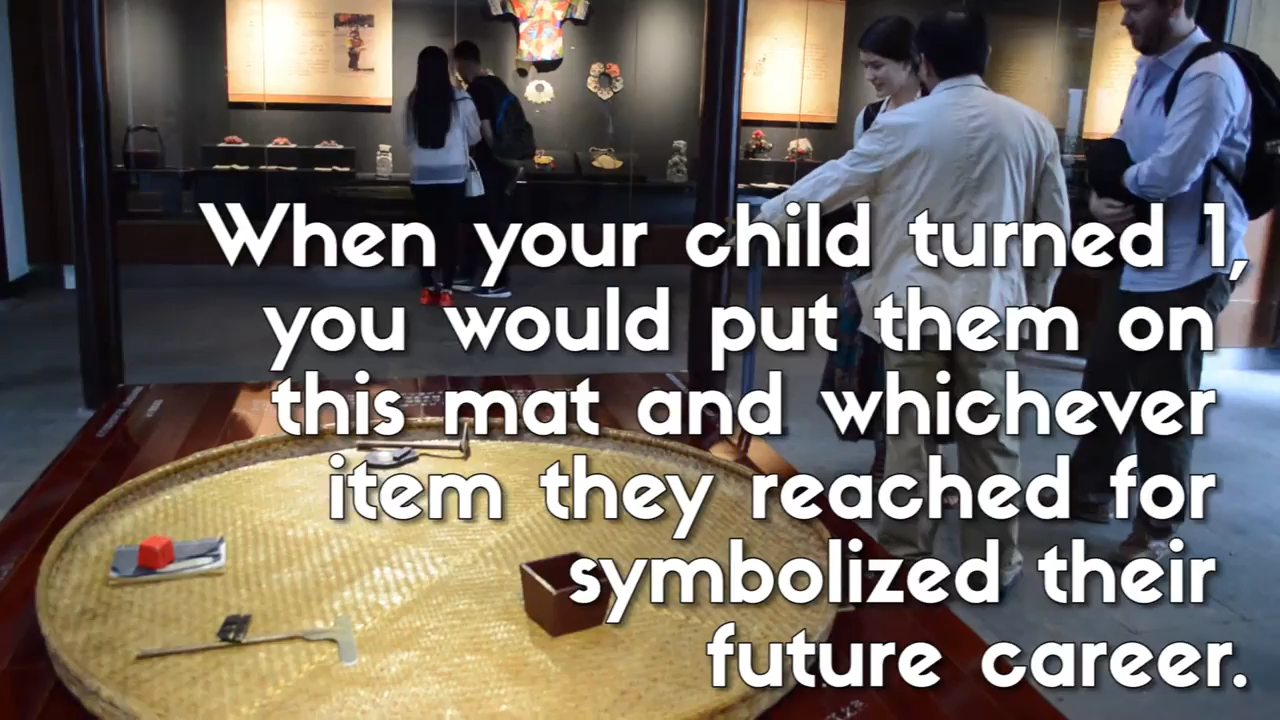 When your child turned 1,
you would put them on
this mat and whichever
item they reached for
symbolized their
future career.